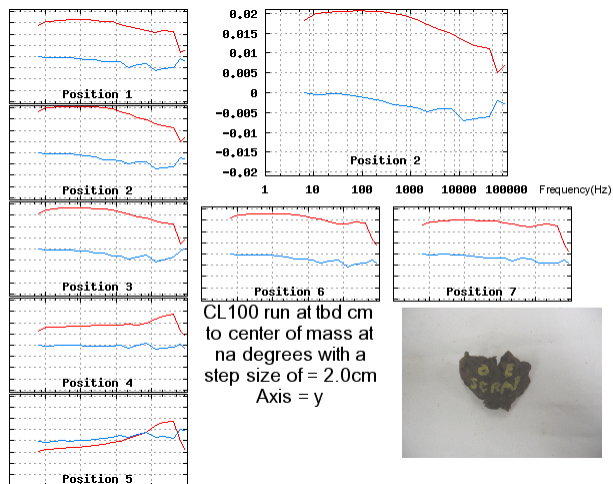 Position 1
Position 2
Position 3
Position 4
Position 5
0.02
0.015
0.01
0.005
0
-0.005
-0.01
-0.015
-0.02
Position 2
1
10
100
1000
10000
100000
Frequency(Hz)
Position 6
Position 7
CL100 run at tbd cm
to center of mass at
na degrees with a
step size of = 2.0cm
Axis = y